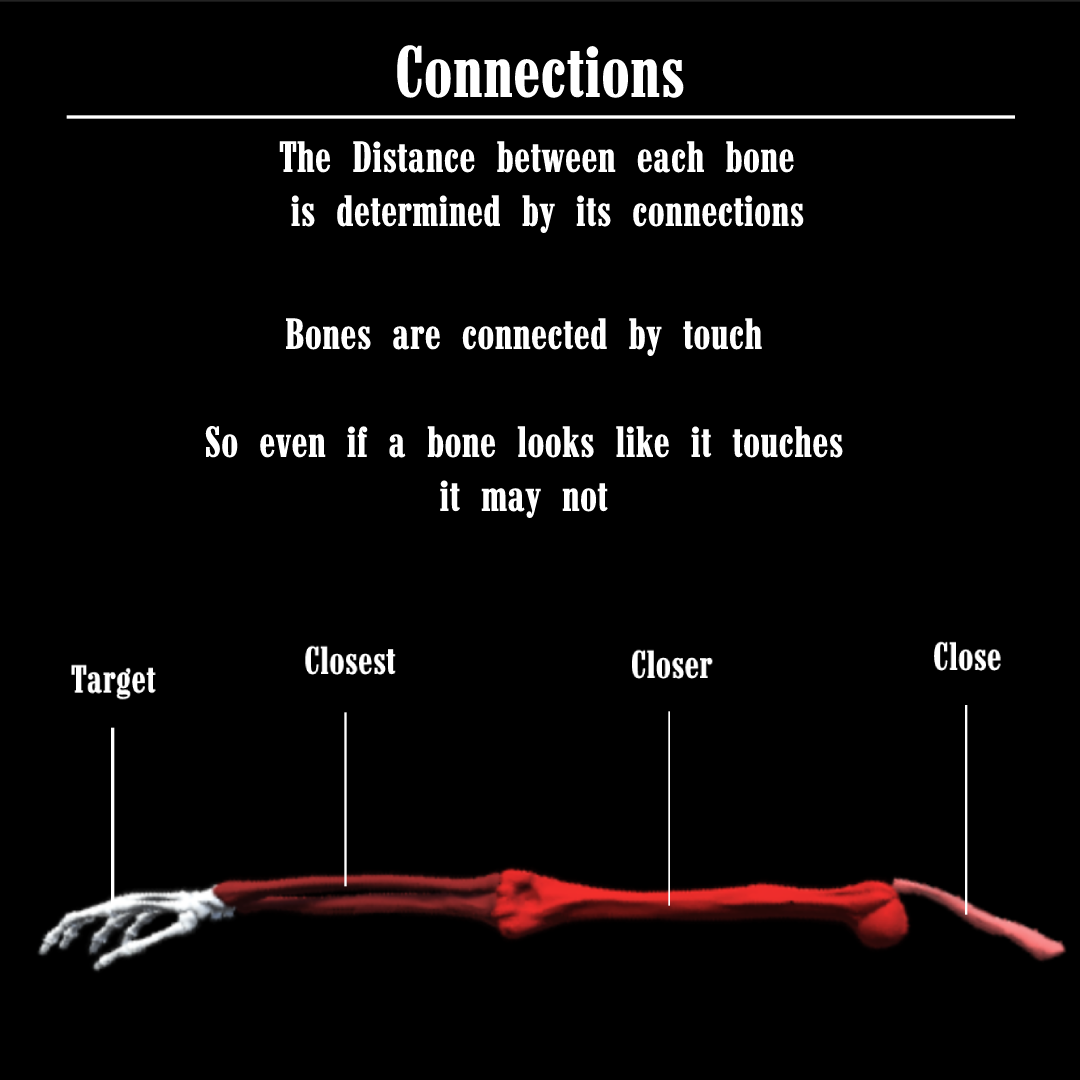 Connections
The Distance between each bone
is determined by its connections
Bones are connected by touch
So even if a bone looks like it touches
it may not
Target
Closest
Closer
Close